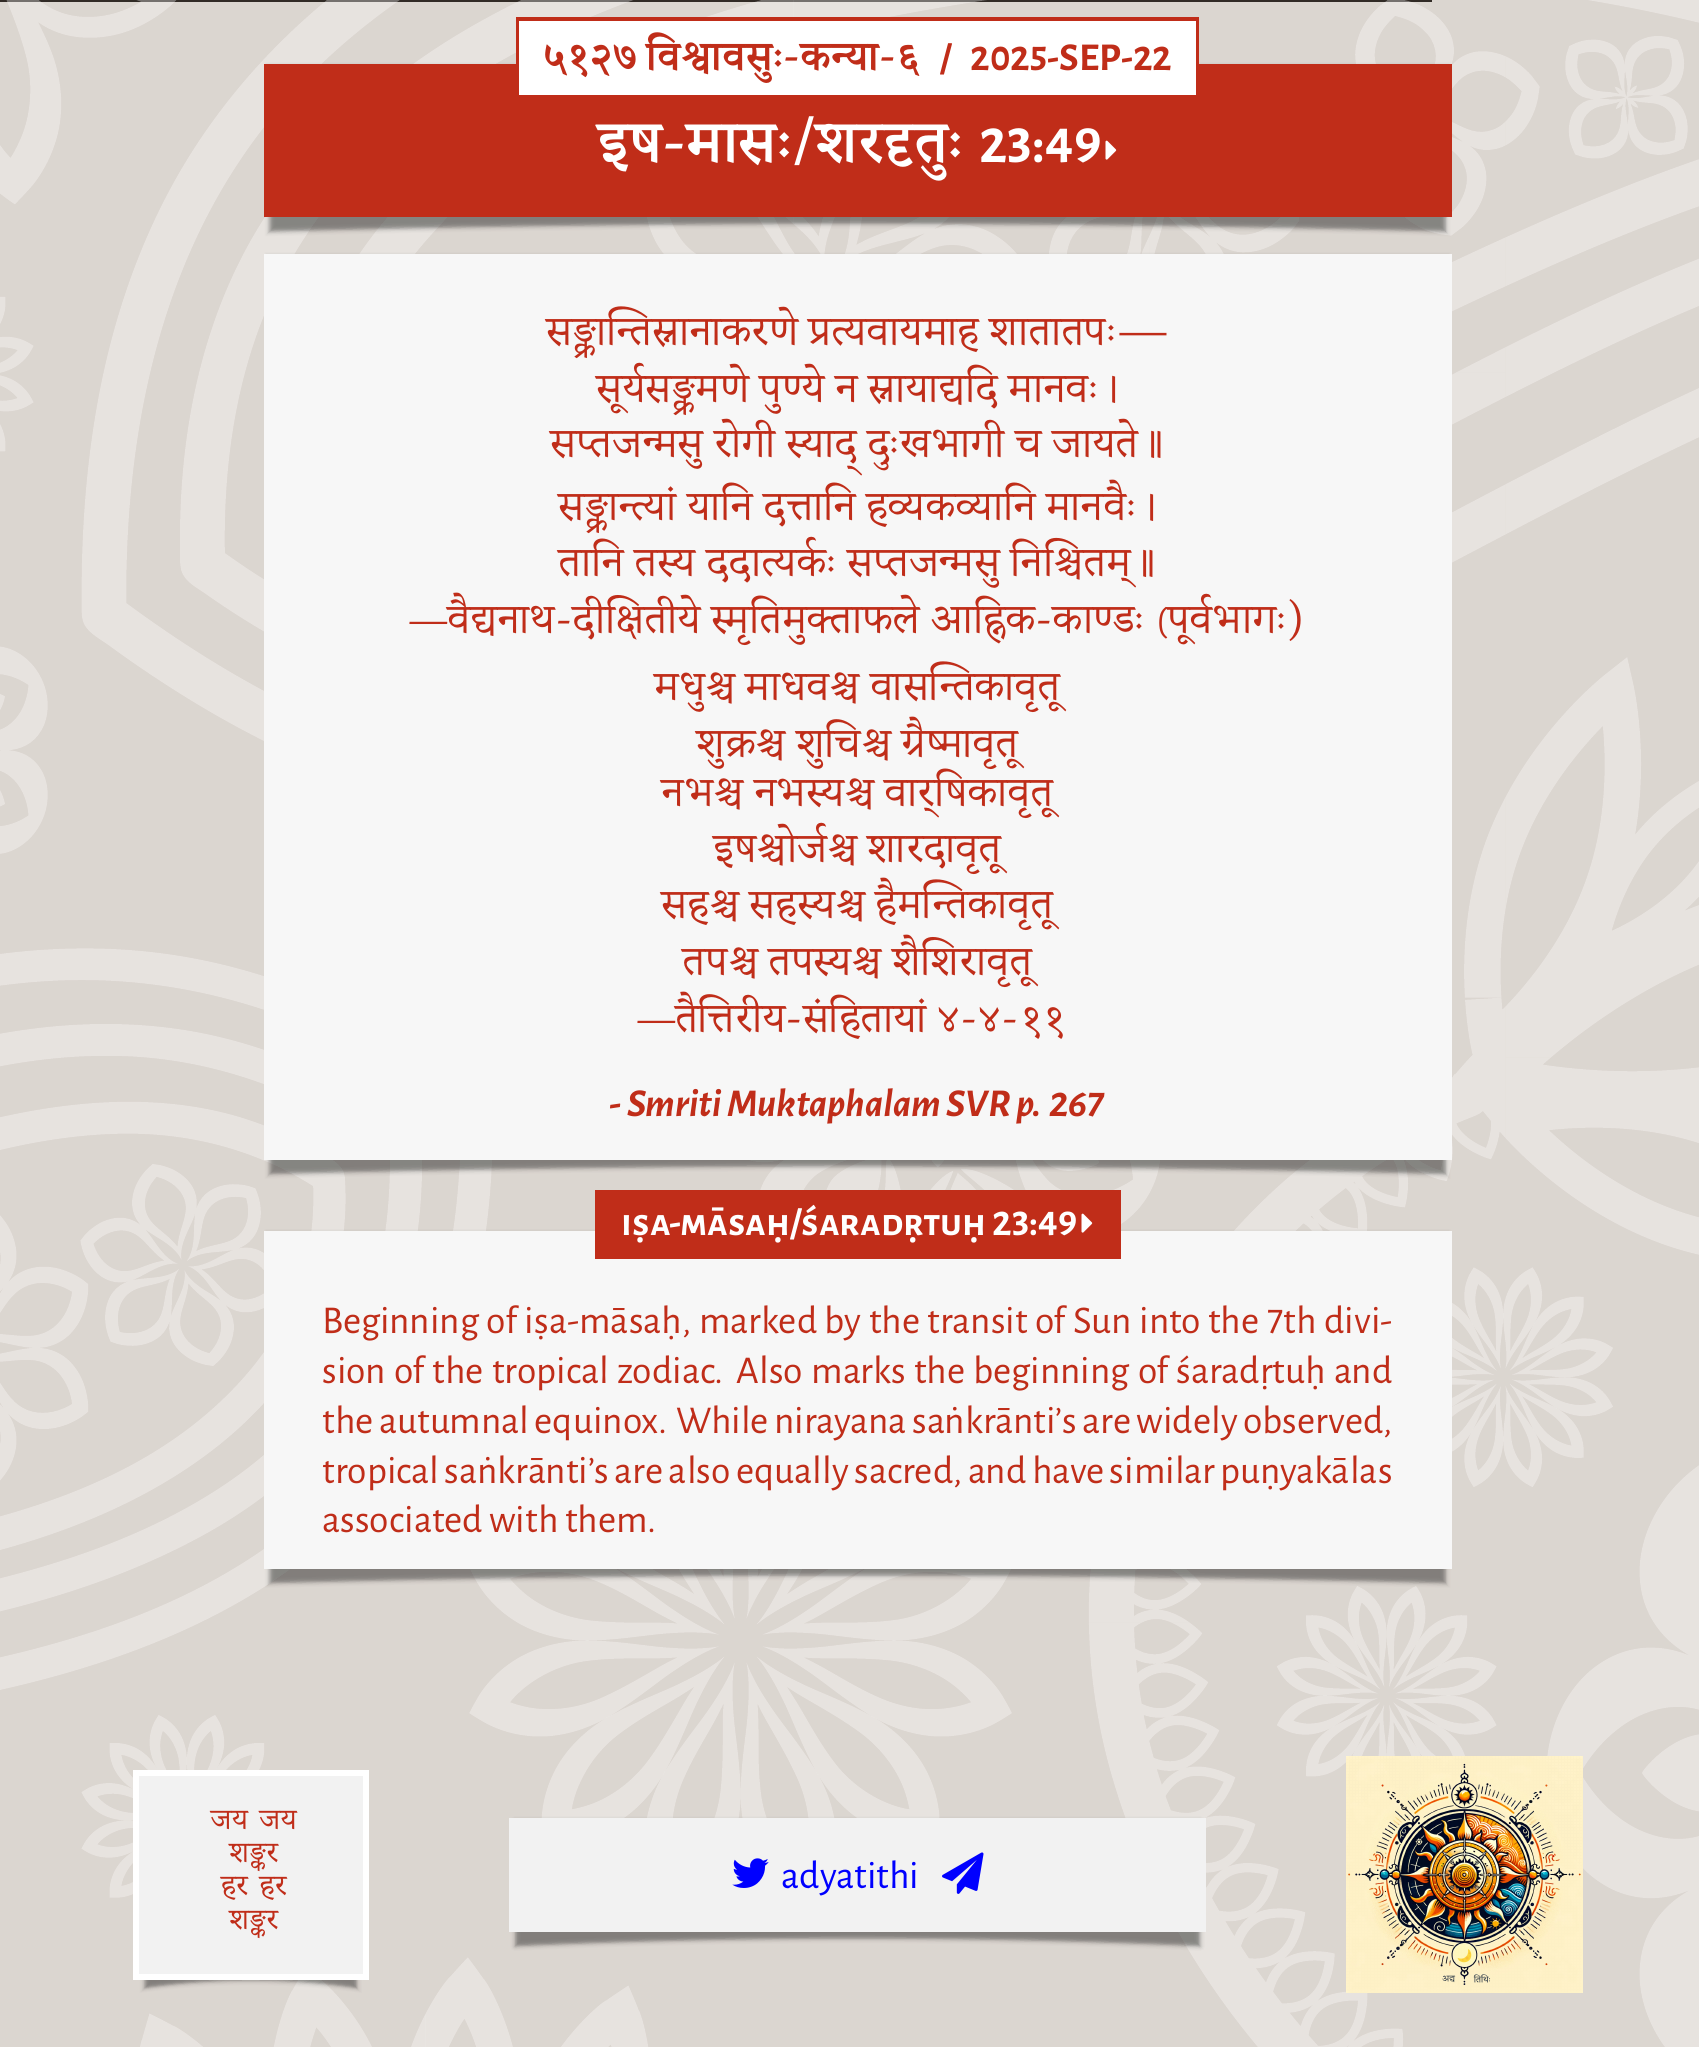 ५१२७ विश्वावसुः-कन्या-६ / 2025-SEP-22
इष-मासः/शरदृतुः 23:49
सङ्क्रान्तिस्नानाकरणे प्रत्यवायमाह शातातपः—
सूर्यसङ्क्रमणे पुण्ये न स्नायाद्यदि मानवः।
सप्तजन्मसु रोगी स्याद् दुःखभागी च जायते॥
सङ्क्रान्त्यां यानि दत्तानि हव्यकव्यानि मानवैः।
तानि तस्य ददात्यर्कः सप्तजन्मसु निश्चितम्॥
—वैद्यनाथ-दीक्षितीये स्मृतिमुक्ताफले आह्निक-काण्डः (पूर्वभागः)
मधुश्च माधवश्च वासन्तिकावृतू
शुक्रश्च शुचिश्च ग्रैष्मावृतू
नभश्च नभस्यश्च वार्षिकावृतू
इषश्चोर्जश्च शारदावृतू
सहश्च सहस्यश्च हैमन्तिकावृतू
तपश्च तपस्यश्च शैशिरावृतू
—तैत्तिरीय-संहितायां ४-४-११
- Smriti Muktaphalam SVR p. 267
IṢA-MĀSAḤ/ŚARADṚTUḤ 23:49
Beginning of iṣa-māsaḥ, marked by the transit of Sun into the 7th divi-
sion of the tropical zodiac. Also marks the beginning of śaradṛtuḥ and
the autumnal equinox. While nirayana saṅkrānti’s are widely observed,
tropical saṅkrānti’s are also equally sacred, and have similar puṇyakālas
associated with them.
जय जय
शङ्कर
हर हर
शङ्कर
adyatithi
अद्य तिथिः